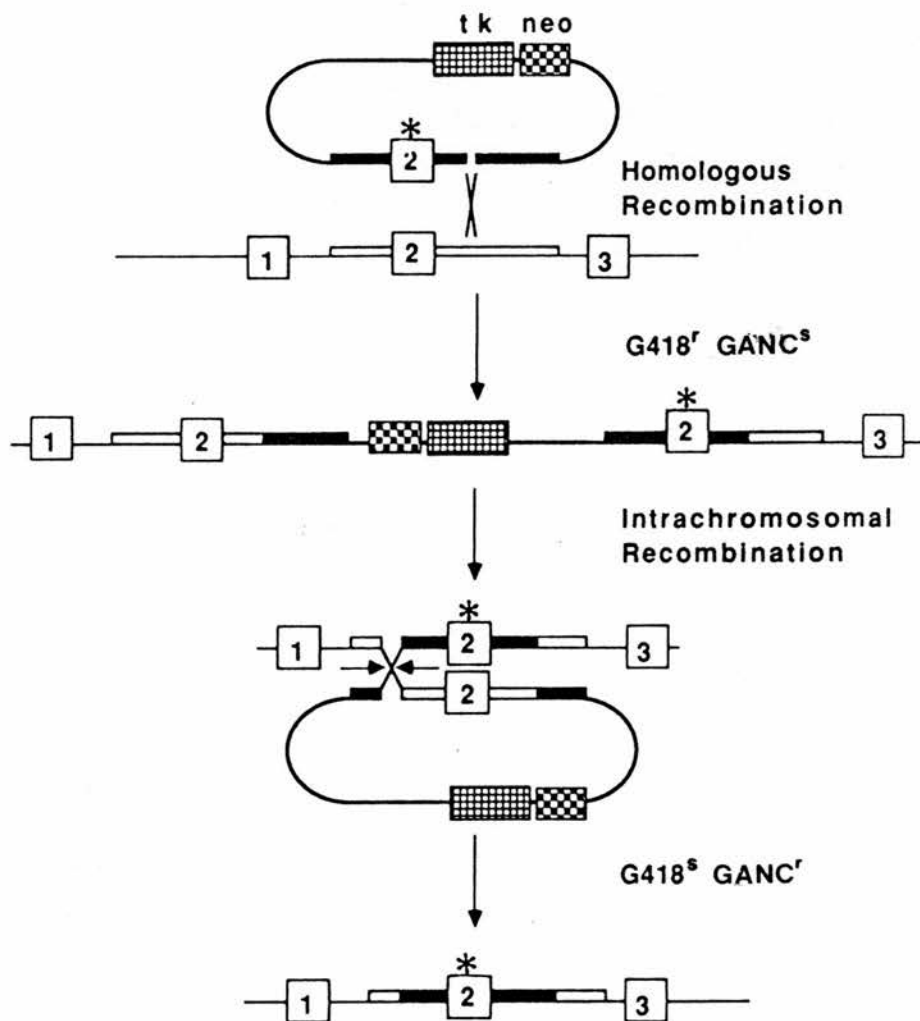 tk neo
*
2
Homologous
Recombination
1 2 3
G418ʳ GANCˢ
*
1 2 2 3
Intrachromosomal
Recombination
*
1 2 3
2
G418ˢ GANCʳ
*
1 2 3